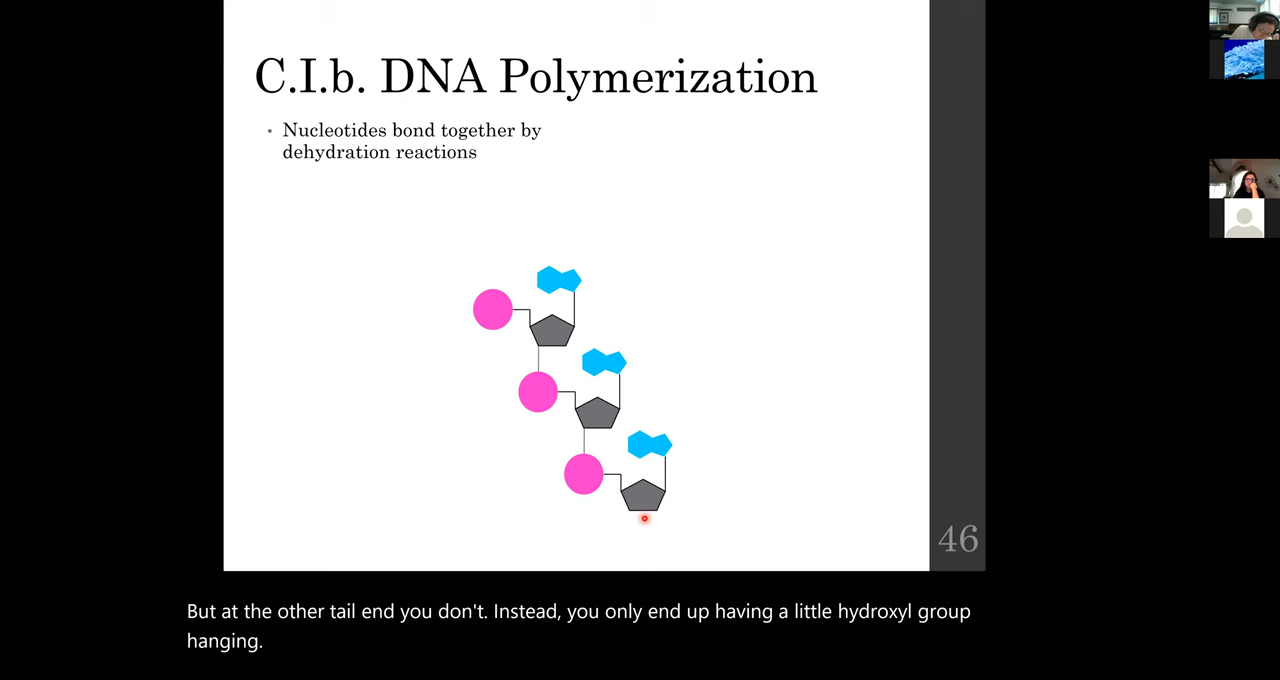 C.I.b. DNA Polymerization
• Nucleotides bond together by
dehydration reactions
46
But at the other tail end you don't. Instead, you only end up having a little hydroxyl group
hanging.